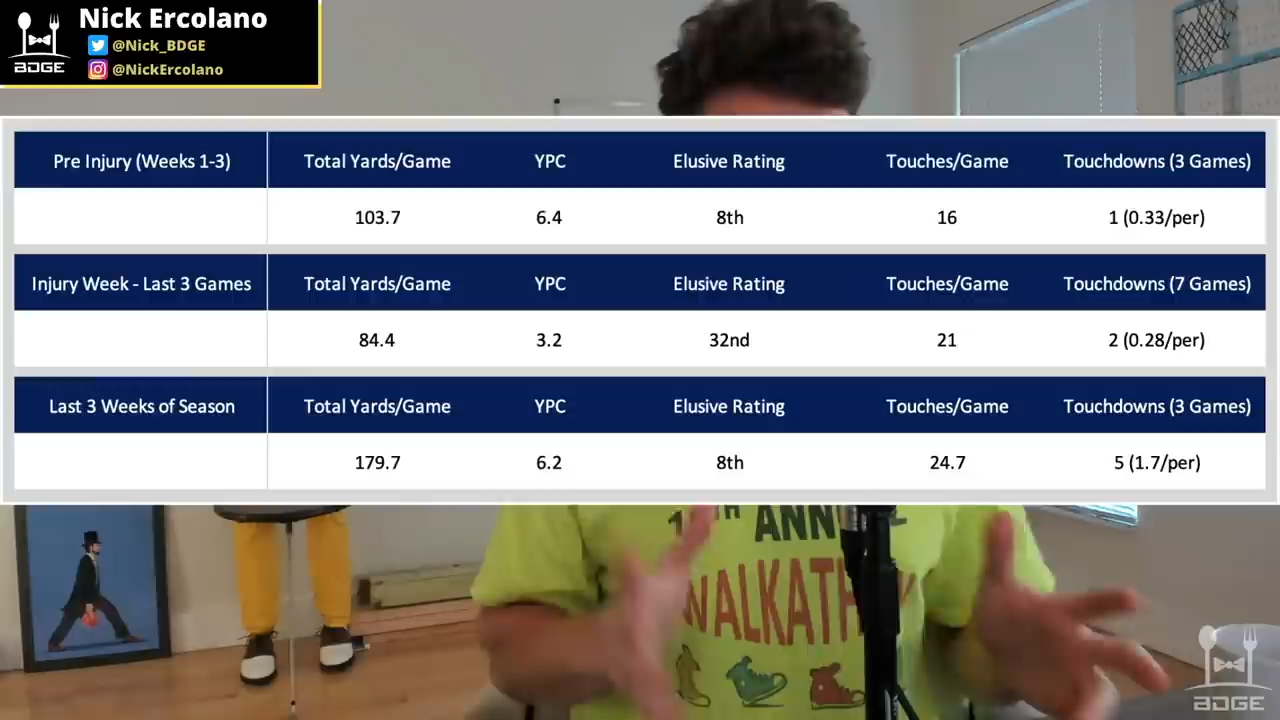 Nick Ercolano
@Nick_BDGE
BDGE
@NickErcolano
Pre Injury (Weeks 1-3) Total Yards/Game YPC Elusive Rating Touches/Game Touchdowns (3 Games)
103.7 6.4 8th 16 1 (0.33/per)
Injury Week - Last 3 Games Total Yards/Game YPC Elusive Rating Touches/Game Touchdowns (7 Games)
84.4 3.2 32nd 21 2 (0.28/per)
Last 3 Weeks of Season Total Yards/Game YPC Elusive Rating Touches/Game Touchdowns (3 Games)
179.7 6.2 8th 24.7 5 (1.7/per)
BDGE